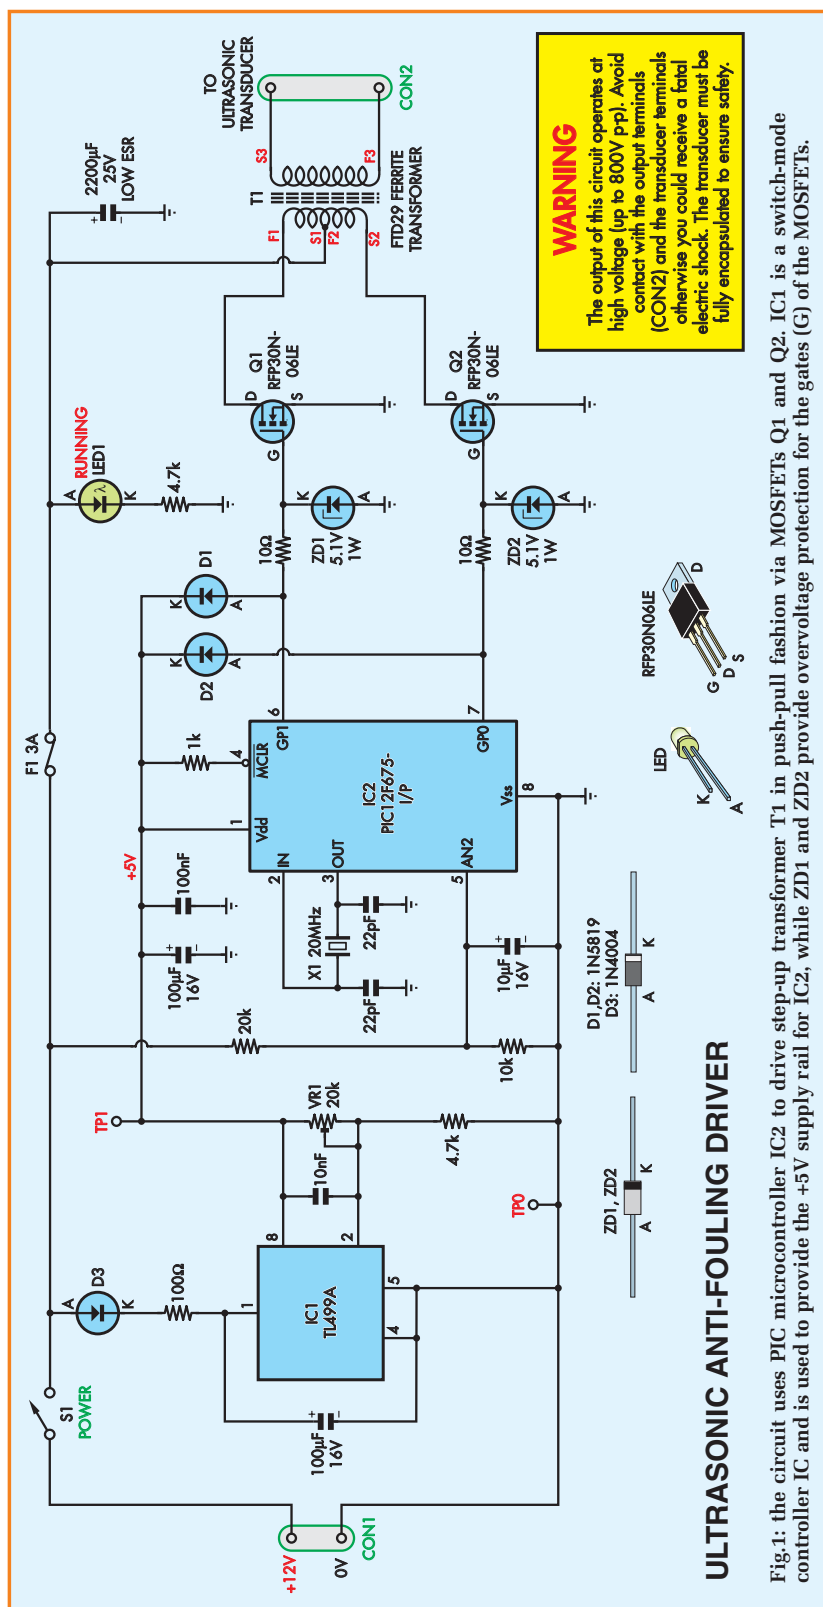 +12V
0V
CON1
S1
POWER
A
D3
K
100Ω
100µF
16V
+
–
1
IC1
TL499A
8
2
4
5
10nF
VR1
20k
4.7k
TP1
TP0
20k
10k
+5V
+
–
100µF
16V
100nF
X1 20MHz
22pF
22pF
+
–
10µF
16V
F1 3A
1k
1
Vdd
4
MCLR
2
IN
3
OUT
5
AN2
IC2
PIC12F675-
I/P
GP1
6
GP0
7
Vss
8
K
D1
A
K
D2
A
A
RUNNING
LED1
λ
K
4.7k
10Ω
K
ZD1
5.1V
1W
A
10Ω
K
ZD2
5.1V
1W
A
Q1
RFP30N-
06LE
D
G
S
Q2
RFP30N-
06LE
D
G
S
2200µF
25V
LOW ESR
+
–
T1
F1
S1
F2
S2
S3
F3
FTD29 FERRITE
TRANSFORMER
TO
ULTRASONIC
TRANSDUCER
CON2
WARNING
The output of this circuit operates at
high voltage (up to 800V p-p). Avoid
contact with the output terminals
(CON2) and the transducer terminals
otherwise you could receive a fatal
electric shock. The transducer must be
fully encapsulated to ensure safety.
ZD1, ZD2
A
K
D1,D2: 1N5819
D3: 1N4004
A
K
LED
K
A
RFP30N06LE
G
D
S
D
ULTRASONIC ANTI-FOULING DRIVER
Fig.1: the circuit uses PIC microcontroller IC2 to drive step-up transformer T1 in push-pull fashion via MOSFETs Q1 and Q2. IC1 is a switch-mode
controller IC and is used to provide the +5V supply rail for IC2, while ZD1 and ZD2 provide overvoltage protection for the gates (G) of the MOSFETs.